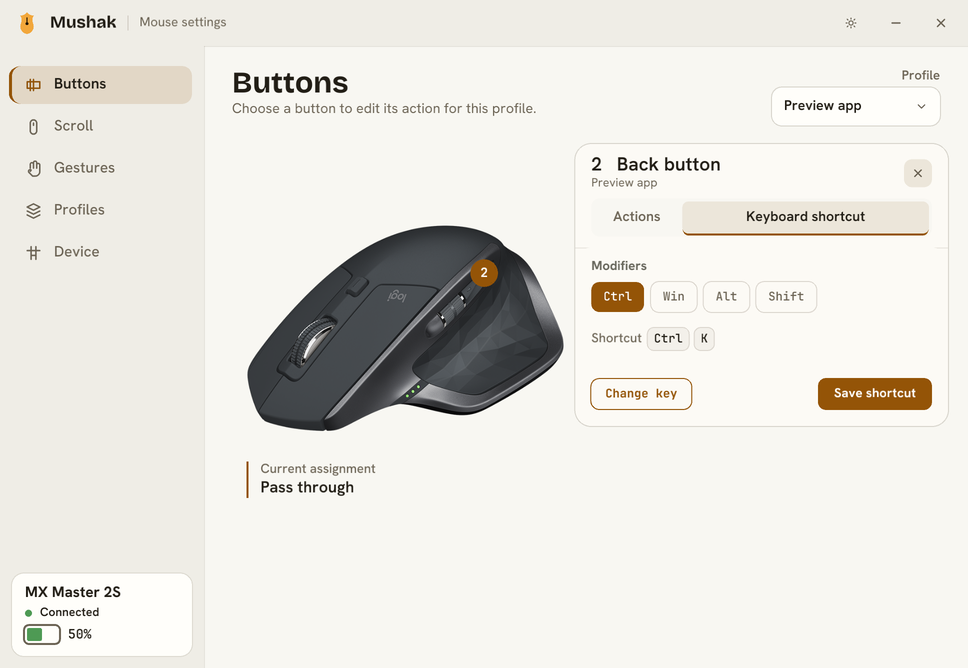 Mushak
Mouse settings
Buttons
Scroll
Gestures
Profiles
Device
MX Master 2S
Connected
50%
Buttons
Choose a button to edit its action for this profile.
Profile
Preview app
logi
2
2 Back button
Preview app
Actions
Keyboard shortcut
Modifiers
Ctrl Win Alt Shift
Shortcut Ctrl K
Change key
Save shortcut
Current assignment
Pass through